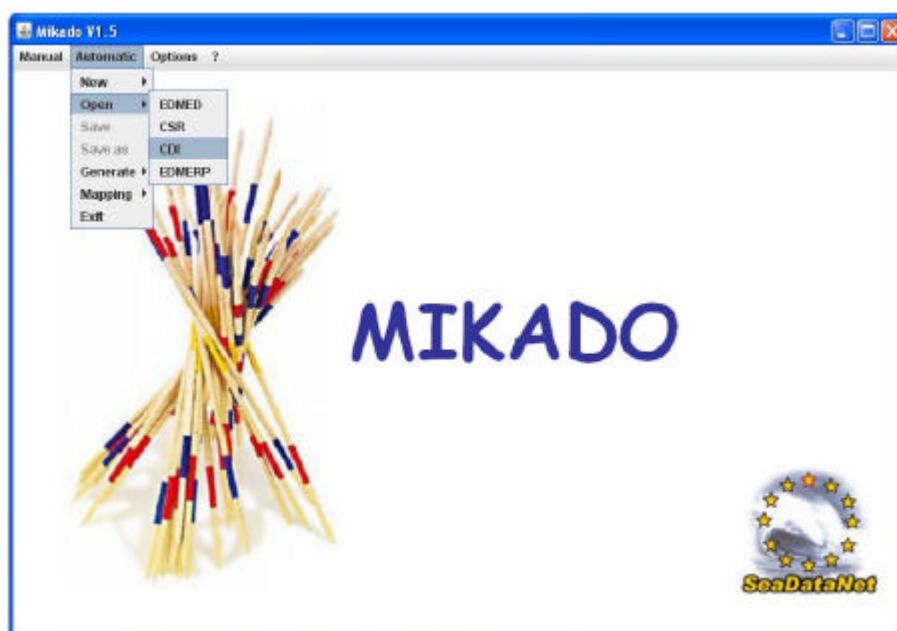 Mikado V1.5
Manual Automatic Options ?
New
Open
Save
Save as
Generate
Mapping
Exit
EDMED
CSR
CDI
EDMERP
MIKADO
SeaDataNet